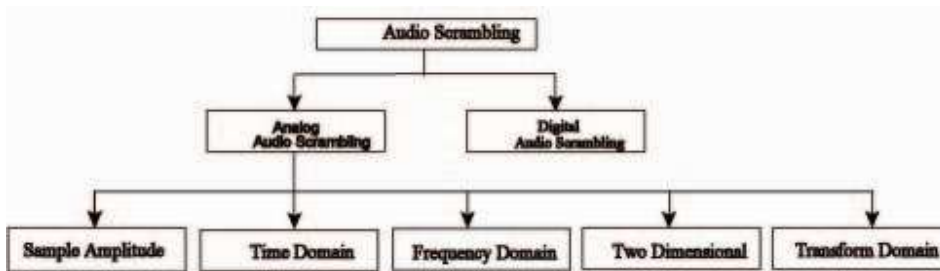 Audio Scrambling
Analog
Audio Scrambling
Digital
Audio Scrambling
Sample Amplitude
Time Domain
Frequency Domain
Two Dimensional
Transform Domain